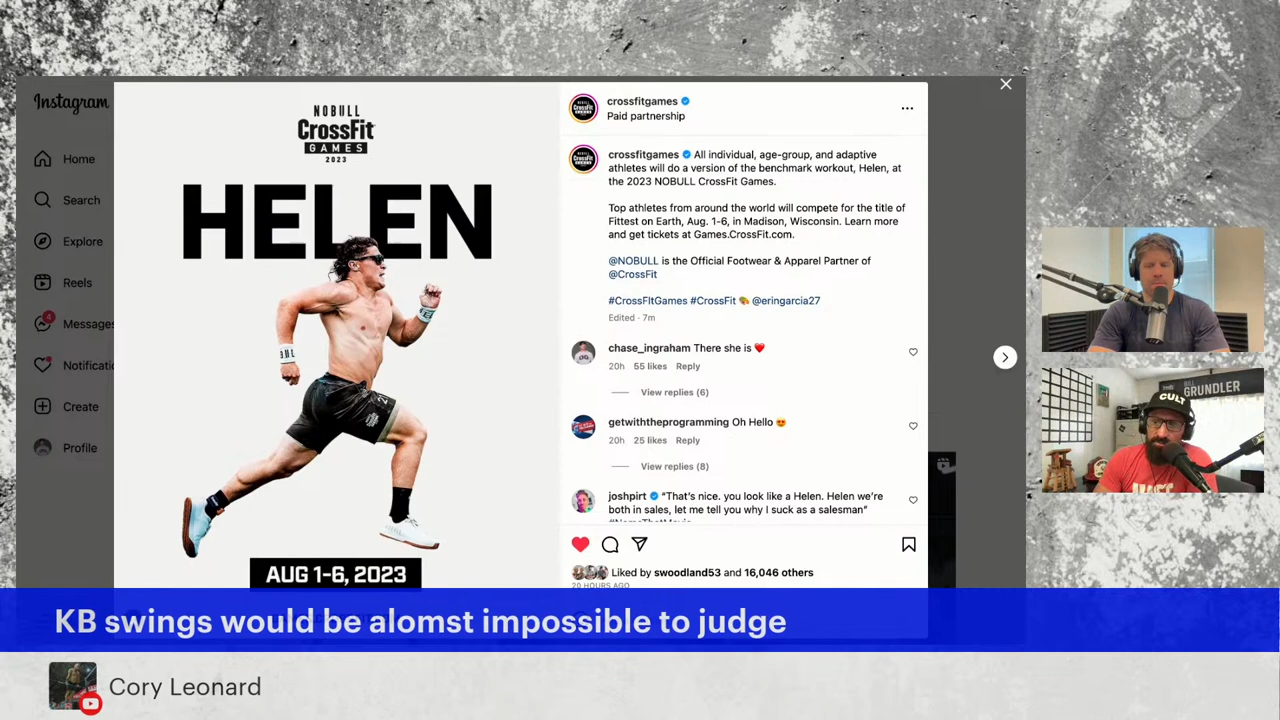 Instagram
Home
Search
Explore
Reels
4
Messages
Notificatio
Create
Profile
NOBULL
CrossFit
GAMES
2023
HELEN
AUG 1-6, 2023
crossfitgames
Paid partnership
crossfitgames All individual, age-group, and adaptive
athletes will do a version of the benchmark workout, Helen, at
the 2023 NOBULL CrossFit Games.
Top athletes from around the world will compete for the title of
Fittest on Earth, Aug. 1-6, in Madison, Wisconsin. Learn more
and get tickets at Games.CrossFit.com.
@NOBULL is the Official Footwear & Apparel Partner of
@CrossFit
#CrossFItGames #CrossFit 🎨 @eringarcia27
Edited · 7m
chase_ingraham There she is ❤️
20h 55 likes Reply
View replies (6)
getwiththeprogramming Oh Hello 😍
20h 25 likes Reply
View replies (8)
joshpirt "That's nice. you look like a Helen. Helen we're
both in sales, let me tell you why I suck as a salesman"
#NameThatMovie
Liked by swoodland53 and 16,046 others
20 HOURS AGO
BILL
GRUNDLER
CULT
KB swings would be alomst impossible to judge
Cory Leonard